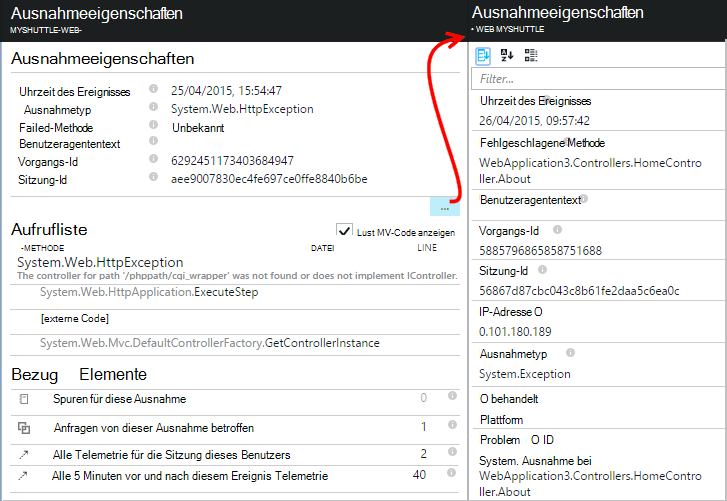 Ausnahmeeigenschaften
MYSHUTTLE-WEB-
Ausnahmeeigenschaften
Uhrzeit des Ereignisses 25/04/2015, 15:54:47
Ausnahmetyp System.Web.HttpException
Failed-Methode Unbekannt
Benutzeragententext
Vorgangs-Id 6292451173403684947
Sitzung-Id aee9007830ec4fe697ce0ffe8840b6be
...
Aufrufliste Lust MV-Code anzeigen
-METHODE DATEI LINE
System.Web.HttpException
The controller for path '/phppath/cgi_wrapper' was not found or does not implement IController.
System.Web.HttpApplication.ExecuteStep
[externe Code]
System.Web.Mvc.DefaultControllerFactory.GetControllerInstance
Bezug Elemente
Spuren für diese Ausnahme 0
Anfragen von dieser Ausnahme betroffen 1
Alle Telemetrie für die Sitzung dieses Benutzers 2
Alle 5 Minuten vor und nach diesem Ereignis Telemetrie 40
Ausnahmeeigenschaften
- WEB MYSHUTTLE
Filter...
Uhrzeit des Ereignisses
26/04/2015, 09:57:42
Fehlgeschlagene Methode
WebApplication3.Controllers.HomeContro
ller.About
Benutzeragententext
Vorgangs-Id
5885796865858751688
Sitzung-Id
56867d87cbc043c8b61fe2daa5c6ea0c
IP-Adresse O
0.101.180.189
Ausnahmetyp
System.Exception
O behandelt
Plattform
Problem O ID
System. Ausnahme bei
WebApplication3.Controllers.HomeContro
ller.About